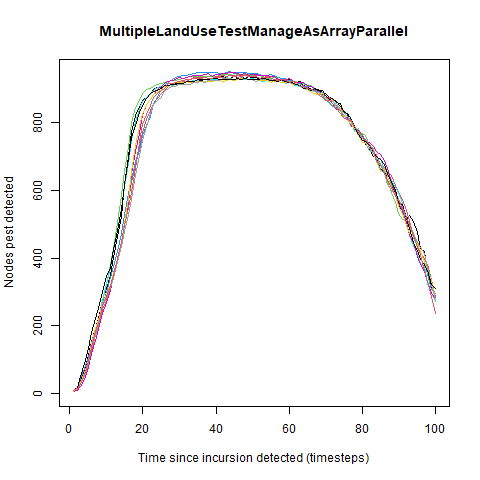 MultipleLandUseTestManageAsArrayParallel
Nodes pest detected
800
600
400
200
0
0 20 40 60 80 100
Time since incursion detected (timesteps)